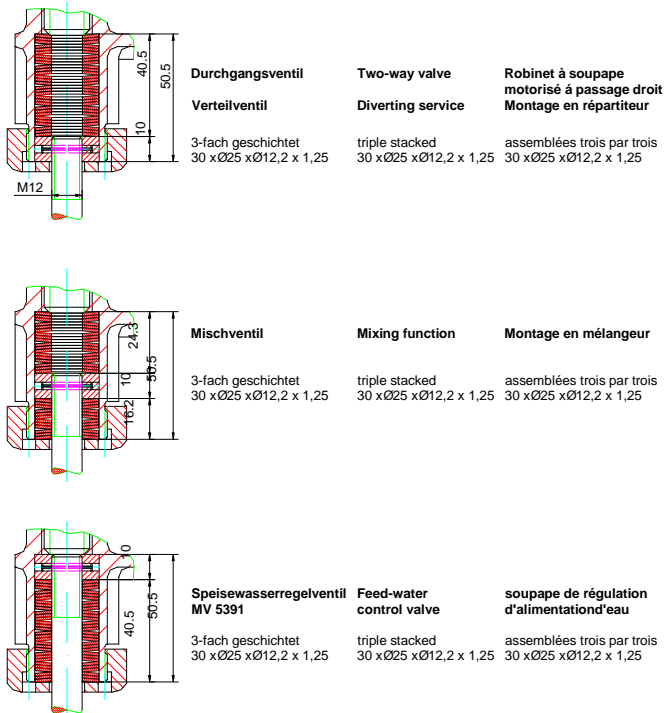 40.5
50.5
10
M12
Durchgangsventil
Verteilventil
3-fach geschichtet
30 xØ25 xØ12,2 x 1,25
Two-way valve
Diverting service
triple stacked
30 xØ25 xØ12,2 x 1,25
Robinet à soupape
motorisé á passage droit
Montage en répartiteur
assemblées trois par trois
30 xØ25 xØ12,2 x 1,25
24.3
10
50.5
16.2
Mischventil
3-fach geschichtet
30 xØ25 xØ12,2 x 1,25
Mixing function
triple stacked
30 xØ25 xØ12,2 x 1,25
Montage en mélangeur
assemblées trois par trois
30 xØ25 xØ12,2 x 1,25
10
50.5
40.5
Speisewasserregelventil
MV 5391
3-fach geschichtet
30 xØ25 xØ12,2 x 1,25
Feed-water
control valve
triple stacked
30 xØ25 xØ12,2 x 1,25
soupape de régulation
d'alimentationd'eau
assemblées trois par trois
30 xØ25 xØ12,2 x 1,25